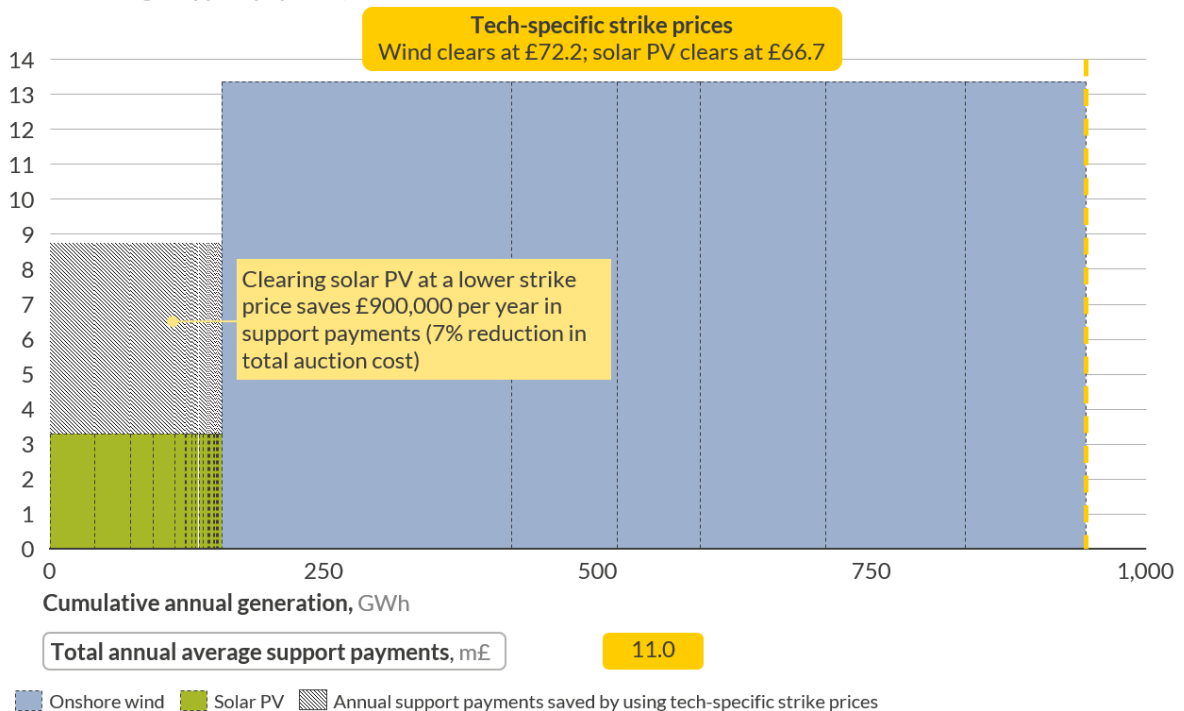 Tech-specific strike prices
Wind clears at £72.2; solar PV clears at £66.7
14
13
12
11
10
9
8
7
6
5
4
3
2
1
0
Clearing solar PV at a lower strike
price saves £900,000 per year in
support payments (7% reduction in
total auction cost)
0 250 500 750 1,000
Cumulative annual generation, GWh
Total annual average support payments, m£ 11.0
Onshore wind Solar PV Annual support payments saved by using tech-specific strike prices